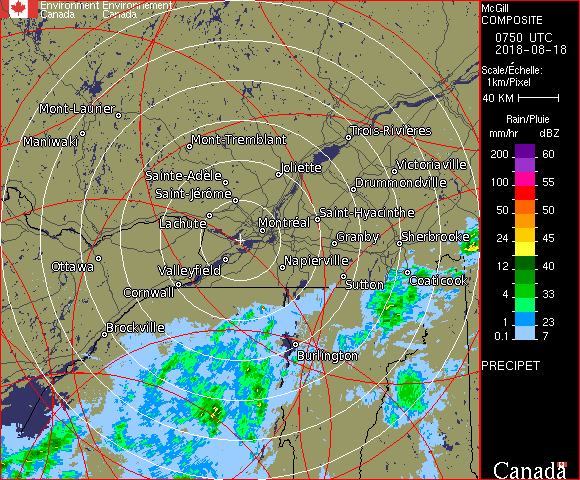 Environment Environnement
Canada Canada
McGill
COMPOSITE
0750 UTC
2018-08-18
Scale/Échelle:
1km/Pixel
40 KM
Rain/Pluie
mm/hr dBZ
200 60
100 55
50 50
24 45
12 40
4 33
1 23
0.1 7
PRECIPET
Canada
Mont-Laurier
Maniwaki
Mont-Tremblant
Trois-Rivières
Sainte-Adèle
Joliette
Victoriaville
Saint-Jérôme
Drummondville
Lachute
Montréal
Saint-Hyacinthe
Granby
Sherbrooke
Ottawa
Valleyfield
Napierville
Cornwall
Sutton
Coaticook
Brockville
Burlington